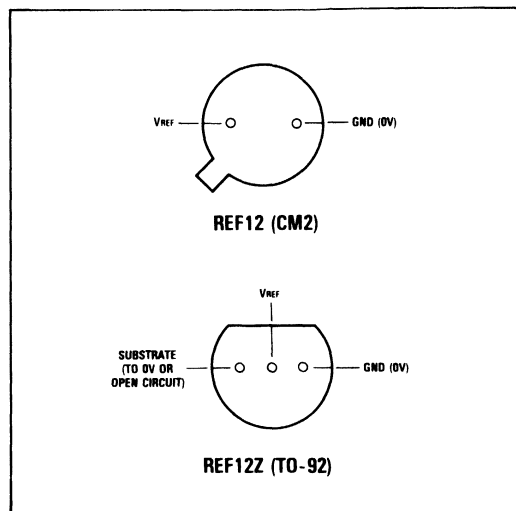 VREF
GND (0V)
REF12 (CM2)
VREF
SUBSTRATE
(TO 0V OR
OPEN CIRCUIT)
GND (0V)
REF12Z (TO-92)